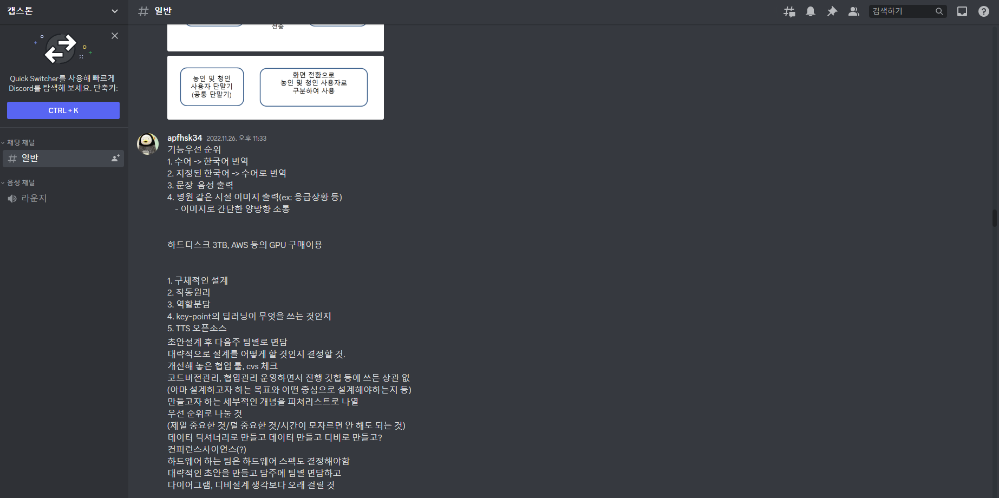 캡스톤
일반
검색하기
Quick Switcher를 사용해 빠르게
Discord를 탐색해 보세요. 단축키:
CTRL + K
채팅 채널
일반
음성 채널
라운지
전송
농인 및 청인
사용자 단말기
(공통 단말기)
화면 전환으로
농인 및 청인 사용자로
구분하여 사용
apfhsk34 2022.11.26. 오후 11:33
기능우선 순위
1. 수어 -> 한국어 번역
2. 지정된 한국어 -> 수어로 번역
3. 문장  음성 출력
4. 병원 같은 시설 이미지 출력(ex: 응급상황 등)
- 이미지로 간단한 양방향 소통
하드디스크 3TB, AWS 등의 GPU 구매이용
1. 구체적인 설계
2. 작동원리
3. 역할분담
4. key-point의 딥러닝이 무엇을 쓰는 것인지
5. TTS 오픈소스
초안설계 후 다음주 팀별로 면담
대략적으로 설계를 어떻게 할 것인지 결정할 것.
개선해 놓은 협업 툴, cvs 체크
코드버전관리, 협엽관리 운영하면서 진행 깃헙 등에 쓰든 상관 없
(아마 설계하고자 하는 목표와 어떤 중심으로 설계해야하는지 등)
만들고자 하는 세부적인 개념을 피쳐리스트로 나열
우선 순위로 나눌 것
(제일 중요한 것/덜 중요한 것/시간이 모자르면 안 해도 되는 것)
데이터 딕셔너리로 만들고 데이터 만들고 디비로 만들고?
컨퍼런스사이언스(?)
하드웨어 하는 팀은 하드웨어 스펙도 결정해야함
대략적인 초안을 만들고 담주에 팀별 면담하고
다이어그램, 디비설계 생각보다 오래 걸릴 것